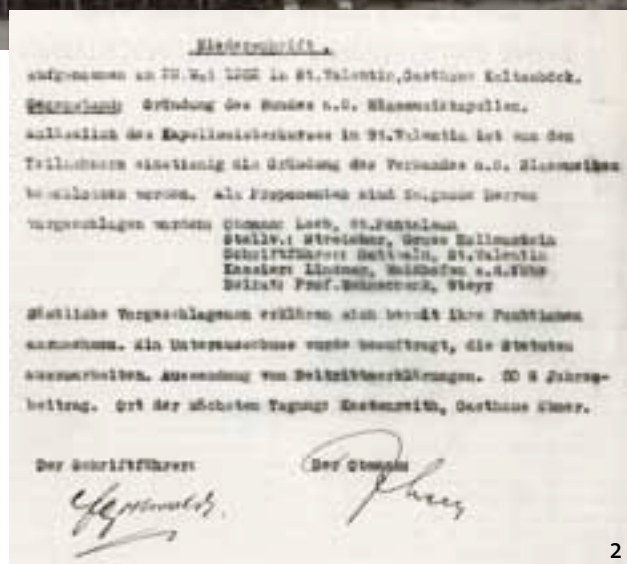 Niederschrift.
aufgenommen am Mai in St.Valentin, Gasthaus Kaltenböck.
Gegenstand: Gründung des Bundes n.ö. Blasmusikkapellen.
anläßlich des Kapellmeisterkurses in St.Valentin ist von den
Teilnehmern einstimmig die Gründung des Verbandes n.ö. Blasmusiken
beschlossen worden. Als Proponenten sind folgende Herren
vorgeschlagen worden: Obmann: St.Pantaleon
Stellv.: Streicher, Gross Hollenstein
Schriftführer: St.Valentin
Kassier: Lindner, Waidhofen a.d.Ybbs
Beirat: Prof. Steyr
Sämtliche Vorgeschlagenen erklären sich bereit ihre Funktionen
anzunehmen. Ein Unterausschuss wurde beauftragt, die Statuten
auszuarbeiten. Aussendung von Beitrittserklärungen. S Jahres-
beitrag. Ort der nächsten Tagung: Kastenreith, Gasthaus
Der Schriftführer: Der Obmann
2